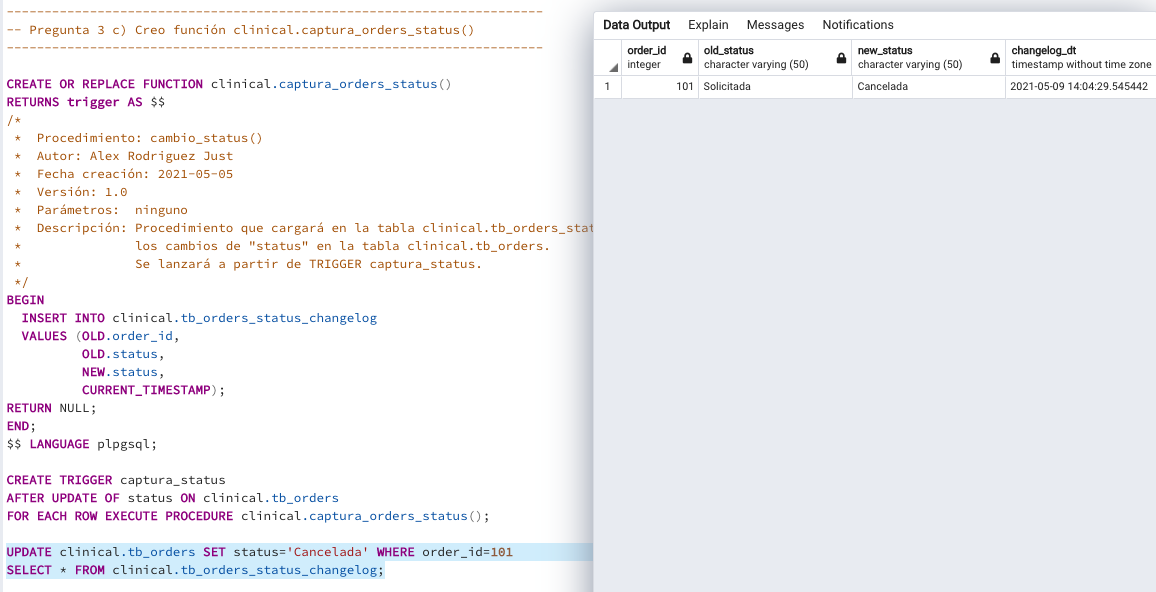 ------------------------------------------------------------------------
-- Pregunta 3 c) Creo función clinical.captura_orders_status()
------------------------------------------------------------------------
CREATE OR REPLACE FUNCTION clinical.captura_orders_status()
RETURNS trigger AS $$
/*
 *  Procedimiento: cambio_status()
 *  Autor: Alex Rodriguez Just
 *  Fecha creación: 2021-05-05
 *  Versión: 1.0
 *  Parámetros:  ninguno
 *  Descripción: Procedimiento que cargará en la tabla clinical.tb_orders_stat
 *               los cambios de "status" en la tabla clinical.tb_orders.
 *               Se lanzará a partir de TRIGGER captura_status.
 */
BEGIN
  INSERT INTO clinical.tb_orders_status_changelog
  VALUES (OLD.order_id,
          OLD.status,
          NEW.status,
          CURRENT_TIMESTAMP);
RETURN NULL;
END;
$$ LANGUAGE plpgsql;
CREATE TRIGGER captura_status
AFTER UPDATE OF status ON clinical.tb_orders
FOR EACH ROW EXECUTE PROCEDURE clinical.captura_orders_status();
UPDATE clinical.tb_orders SET status='Cancelada' WHERE order_id=101
SELECT * FROM clinical.tb_orders_status_changelog;
Data Output Explain Messages Notifications
order_id old_status new_status changelog_dt
integer character varying (50) character varying (50) timestamp without time zone
1 101 Solicitada Cancelada 2021-05-09 14:04:29.545442